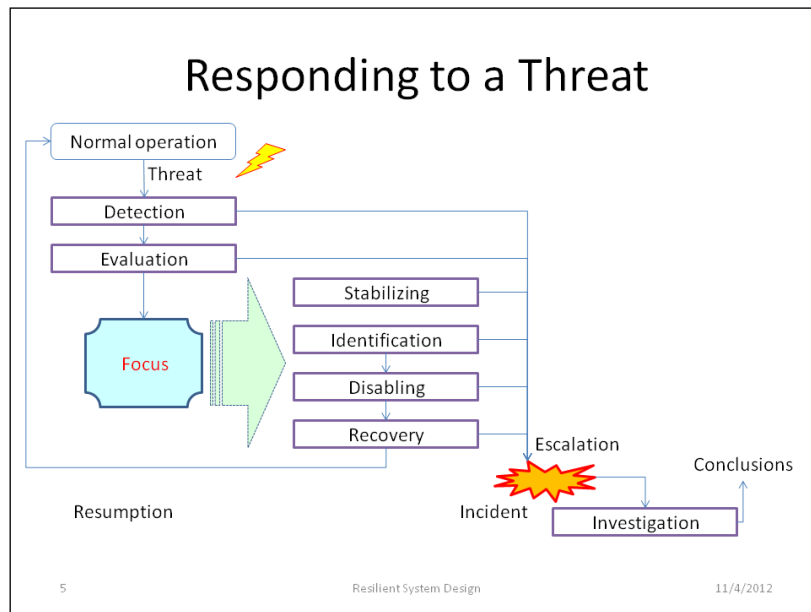 Responding to a Threat
Normal operation
Threat
Detection
Evaluation
Focus
Stabilizing
Identification
Disabling
Recovery
Escalation
Incident
Conclusions
Investigation
Resumption
5
Resilient System Design
11/4/2012